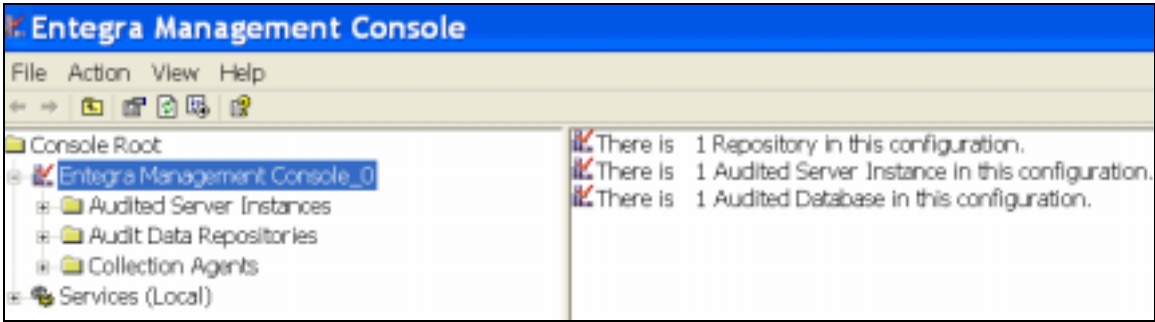 Entegra Management Console
File Action View Help
Console Root
Entegra Management Console_0
Audited Server Instances
Audit Data Repositories
Collection Agents
Services (Local)
There is 1 Repository in this configuration.
There is 1 Audited Server Instance in this configuration.
There is 1 Audited Database in this configuration.